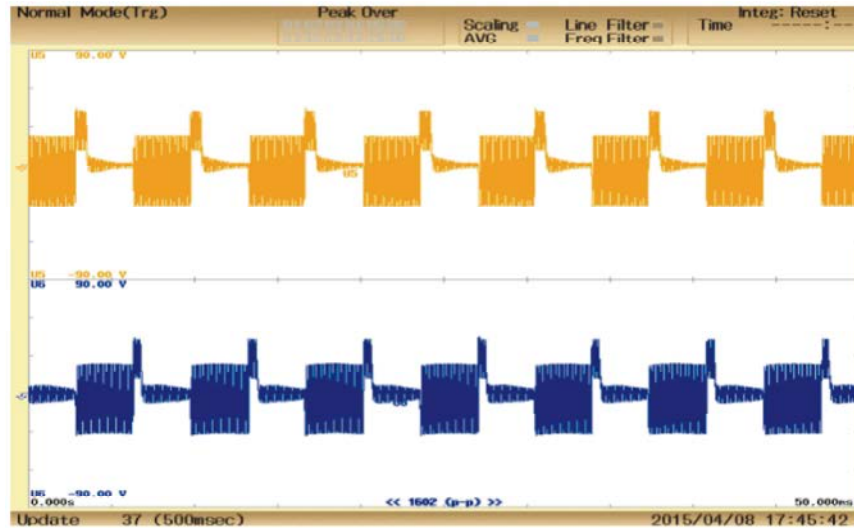 Normal Mode(Trg) Peak Over Integ: Reset
Scaling Line Filter Time -----:--
AVG Freq Filter
U5 90.00 V
U5
U5 -90.00 V
U6 90.00 V
U6 -90.00 V
0.000s << 1602 (p-p) >> 50.000ms
Update 37 (500msec) 2015/04/08 17:45:42